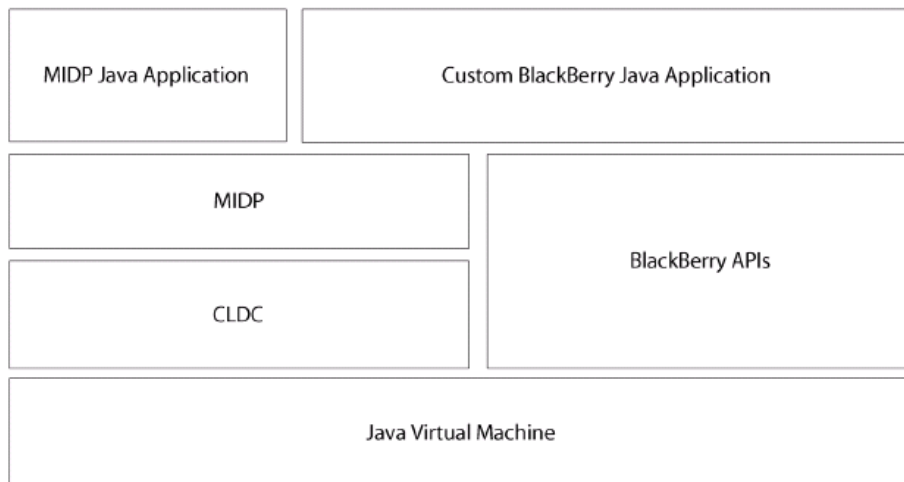 MIDP Java Application
Custom BlackBerry Java Application
MIDP
BlackBerry APIs
CLDC
Java Virtual Machine